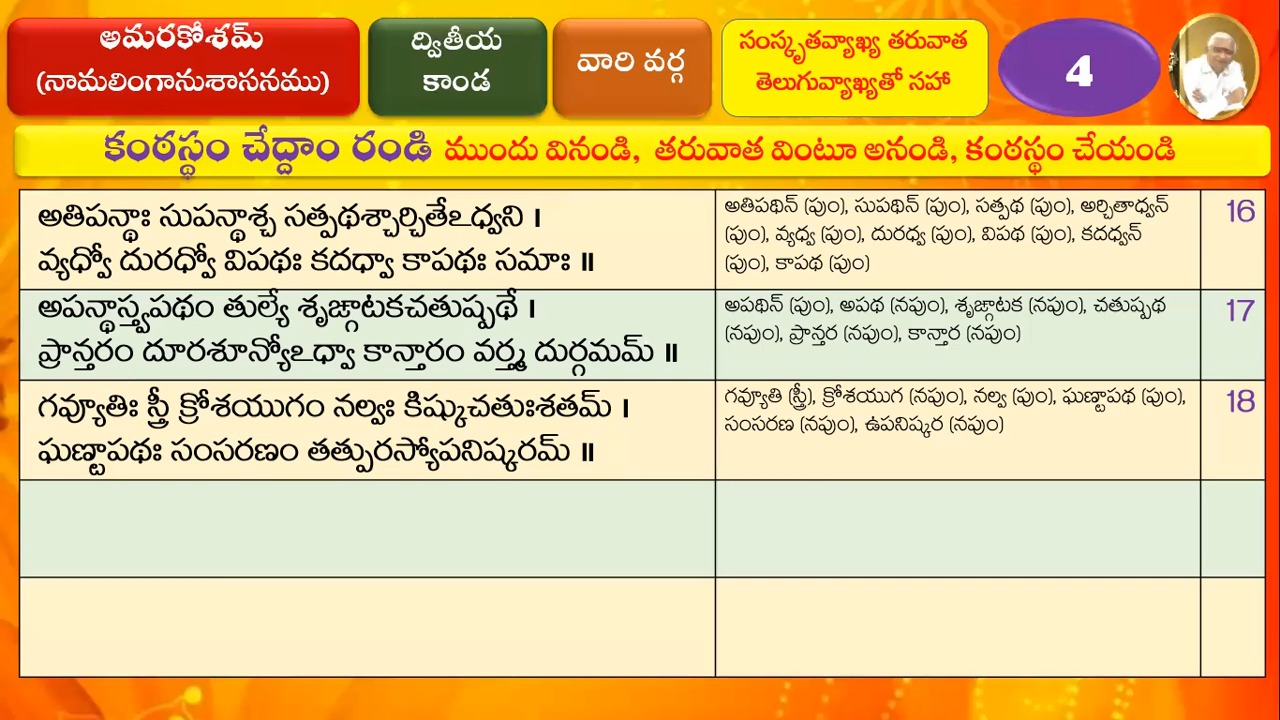 అమరకోశమ్
(నామలింగానుశాసనము)
ద్వితీయ
కాండ
వారి వర్గ
సంస్కృతవ్యాఖ్య తరువాత
తెలుగువ్యాఖ్యతో సహా
4
కంఠస్థం చేద్దాం రండి ముందు వినండి, తరువాత వింటూ అనండి, కంఠస్థం చేయండి
అతిపన్థాః సుపన్థాశ్చ సత్పథశ్చార్చితేఽధ్వని ।
వ్యధ్వో దురధ్వో విపథః కదధ్వా కాపథః సమాః ॥
అతిపథిన్ (పుం), సుపథిన్ (పుం), సత్పథ (పుం), అర్చితాధ్వన్
(పుం), వ్యధ్వ (పుం), దురధ్వ (పుం), విపథ (పుం), కదధ్వన్
(పుం), కాపథ (పుం)
16
అపన్థాస్త్వపథం తుల్యే శృఙ్గాటకచతుష్పథే ।
ప్రాన్తరం దూరశూన్యోఽధ్వా కాన్తారం వర్త్మ దుర్గమమ్ ॥
అపథిన్ (పుం), అపథ (నపుం), శృఙ్గాటక (నపుం), చతుష్పథ
(నపుం), ప్రాన్తర (నపుం), కాన్తార (నపుం)
17
గవ్యూతిః స్త్రీ క్రోశయుగం నల్వః కిష్కుచతుఃశతమ్ ।
ఘణ్టాపథః సంసరణం తత్పురస్యోపనిష్కరమ్ ॥
గవ్యూతి (స్త్రీ), క్రోశయుగ (నపుం), నల్వ (పుం), ఘణ్టాపథ (పుం),
సంసరణ (నపుం), ఉపనిష్కర (నపుం)
18